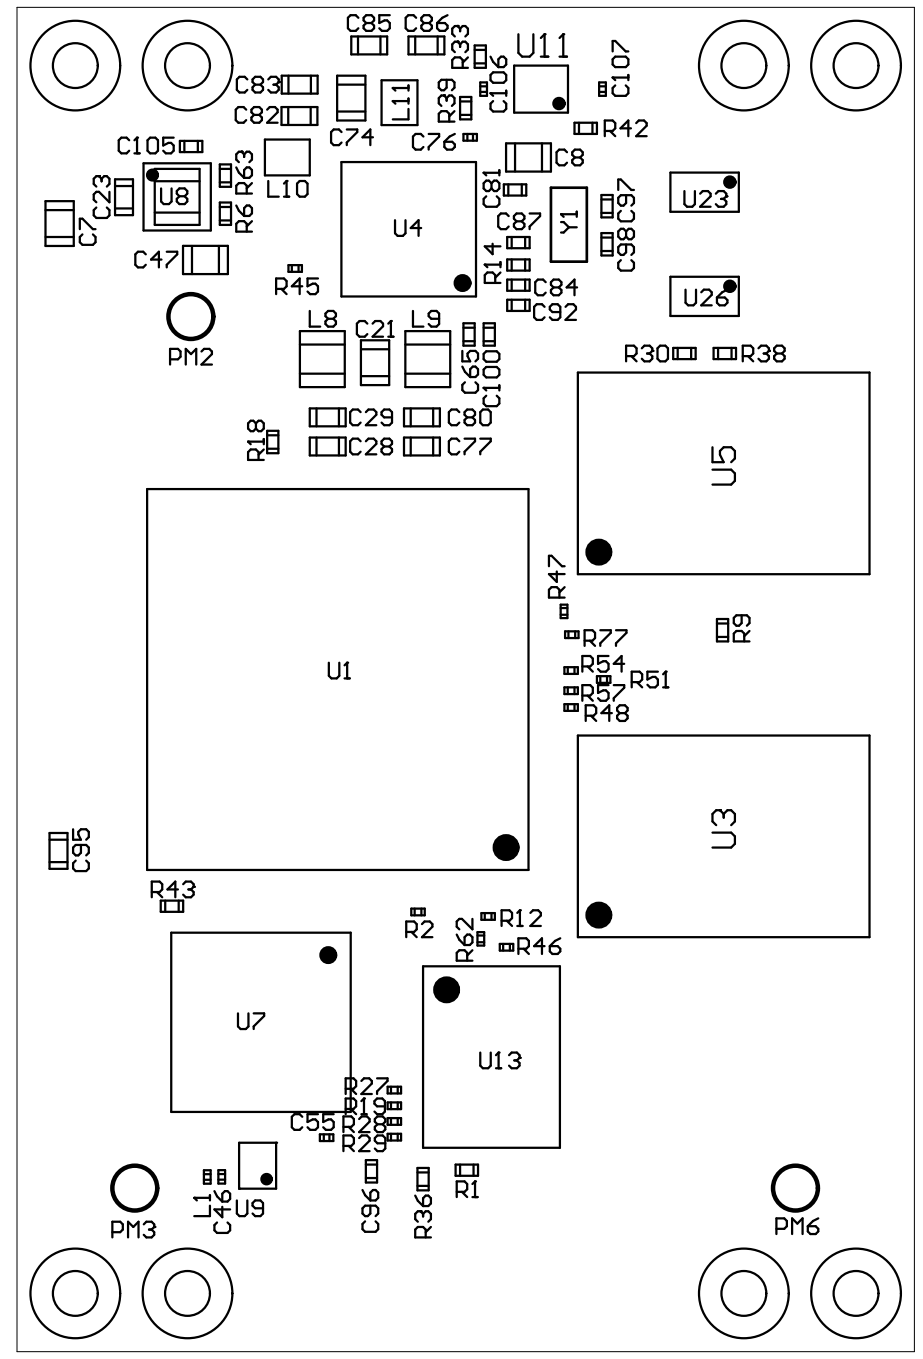 C85 C86
R33 U11
C107
C106
C83
L11
R39
C82
C74 C76 R42
C105 R63 L10 C8
C23 U8 C81 C97 U23
R6 C87
C7 U4 Y1
C98
C47 R14
R45 C84 U26
L8 C21 L9 C92
PM2 C65 R30 R38
C100
C29 C80
R18 C28 C77 U5
R47
R77 R9
U1 R54
R51
R57
R48
C95 U3
R43
R2 R12
R62 R46
U7
U13
R27
R19
C55 R28
R29
L1 C46 U9 C96 R36 R1
PM3 PM6